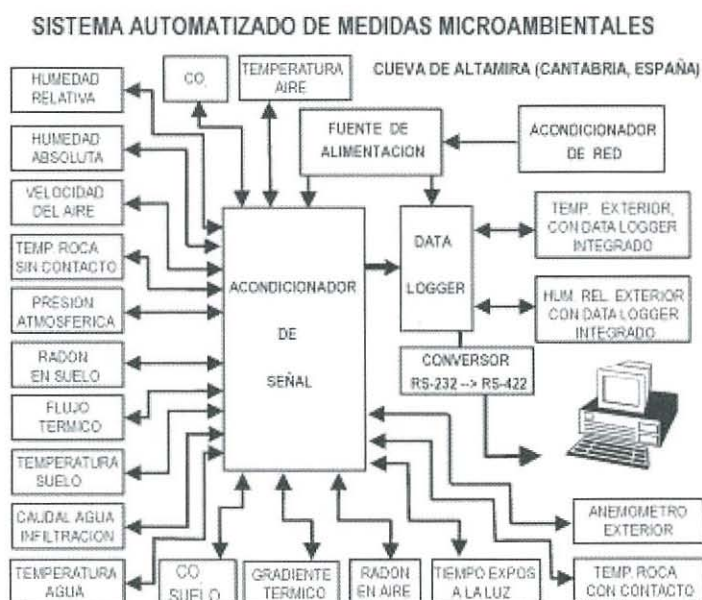 SISTEMA AUTOMATIZADO DE MEDIDAS MICROAMBIENTALES
CUEVA DE ALTAMIRA (CANTABRIA, ESPAÑA)
HUMEDAD
RELATIVA
CO
TEMPERATURA
AIRE
HUMEDAD
ABSOLUTA
FUENTE DE
ALIMENTACION
ACONDICIONADOR
DE RED
VELOCIDAD
DEL AIRE
TEMP. ROCA
SIN CONTACTO
PRESION
ATMOSFERICA
RADON
EN SUELO
FLUJO
TERMICO
TEMPERATURA
SUELO
CAUDAL AGUA
INFILTRACION
TEMPERATURA
AGUA
ACONDICIONADOR
DE
SEÑAL
DATA
LOGGER
TEMP. EXTERIOR,
CON DATA LOGGER
INTEGRADO
HUM. REL. EXTERIOR
CON DATA LOGGER
INTEGRADO
CONVERSOR
RS-232 --> RS-422
ANEMOMETRO
EXTERIOR
CO
SUELO
GRADIENTE
TERMICO
RADON
EN AIRE
TIEMPO EXPOS
A LA LUZ
TEMP. ROCA
CON CONTACTO